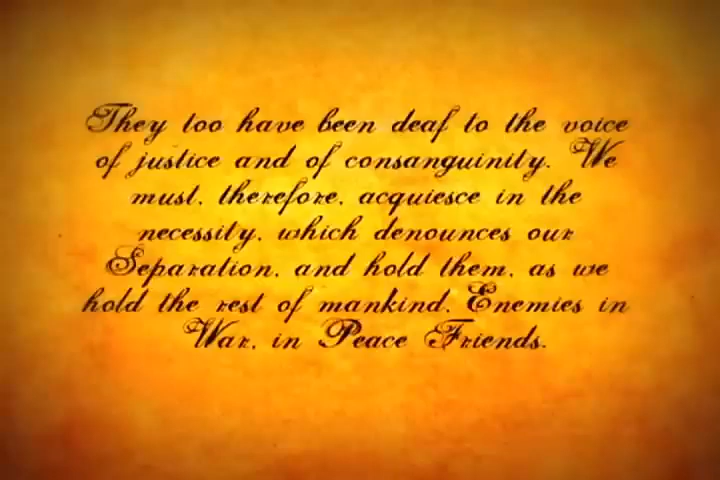 They too have been deaf to the voice
of justice and of consanguinity. We
must, therefore, acquiesce in the
necessity, which denounces our
Separation, and hold them, as we
hold the rest of mankind, Enemies in
War, in Peace Friends.